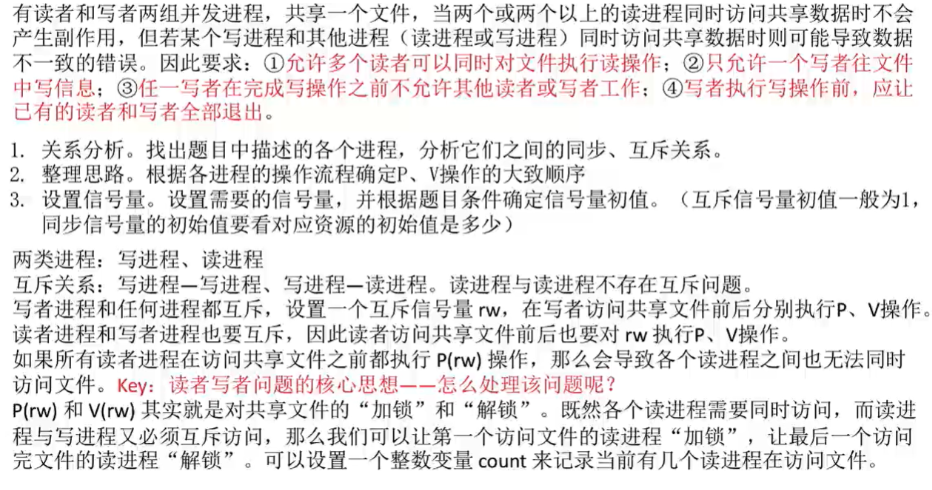 有读者和写者两组并发进程，共享一个文件，当两个或两个以上的读进程同时访问共享数据时不会
产生副作用，但若某个写进程和其他进程（读进程或写进程）同时访问共享数据时则可能导致数据
不一致的错误。因此要求：①允许多个读者可以同时对文件执行读操作；②只允许一个写者往文件
中写信息；③任一写者在完成写操作之前不允许其他读者或写者工作；④写者执行写操作前，应让
已有的读者和写者全部退出。
1. 关系分析。找出题目中描述的各个进程，分析它们之间的同步、互斥关系。
2. 整理思路。根据各进程的操作流程确定P、V操作的大致顺序
3. 设置信号量。设置需要的信号量，并根据题目条件确定信号量初值。（互斥信号量初值一般为1，
同步信号量的初始值要看对应资源的初始值是多少）
两类进程：写进程、读进程
互斥关系：写进程—写进程、写进程—读进程。读进程与读进程不存在互斥问题。
写者进程和任何进程都互斥，设置一个互斥信号量 rw，在写者访问共享文件前后分别执行P、V操作。
读者进程和写者进程也要互斥，因此读者访问共享文件前后也要对 rw 执行P、V操作。
如果所有读者进程在访问共享文件之前都执行 P(rw) 操作，那么会导致各个读进程之间也无法同时
访问文件。Key：读者写者问题的核心思想——怎么处理该问题呢？
P(rw) 和 V(rw) 其实就是对共享文件的“加锁”和“解锁”。既然各个读进程需要同时访问，而读进
程与写进程又必须互斥访问，那么我们可以让第一个访问文件的读进程“加锁”，让最后一个访问
完文件的读进程“解锁”。可以设置一个整数变量 count 来记录当前有几个读进程在访问文件。